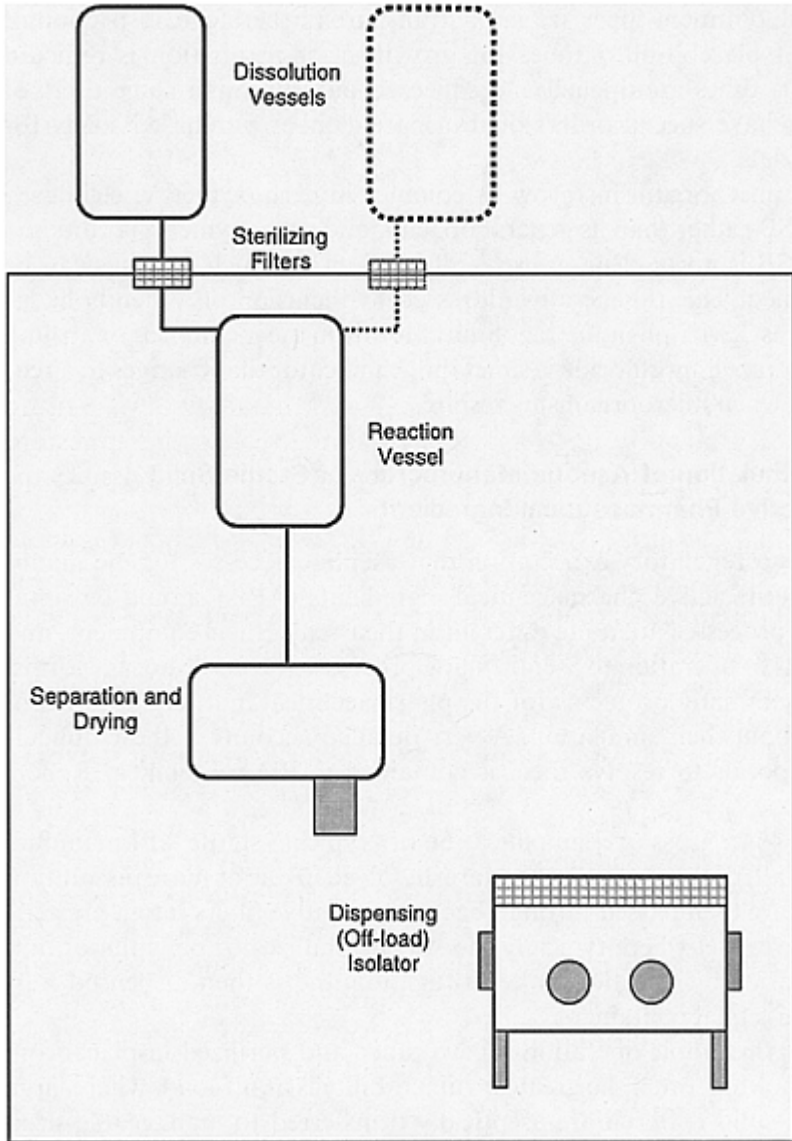 Dissolution
Vessels
Sterilizing
Filters
Reaction
Vessel
Separation and
Drying
Dispensing
(Off-load)
Isolator